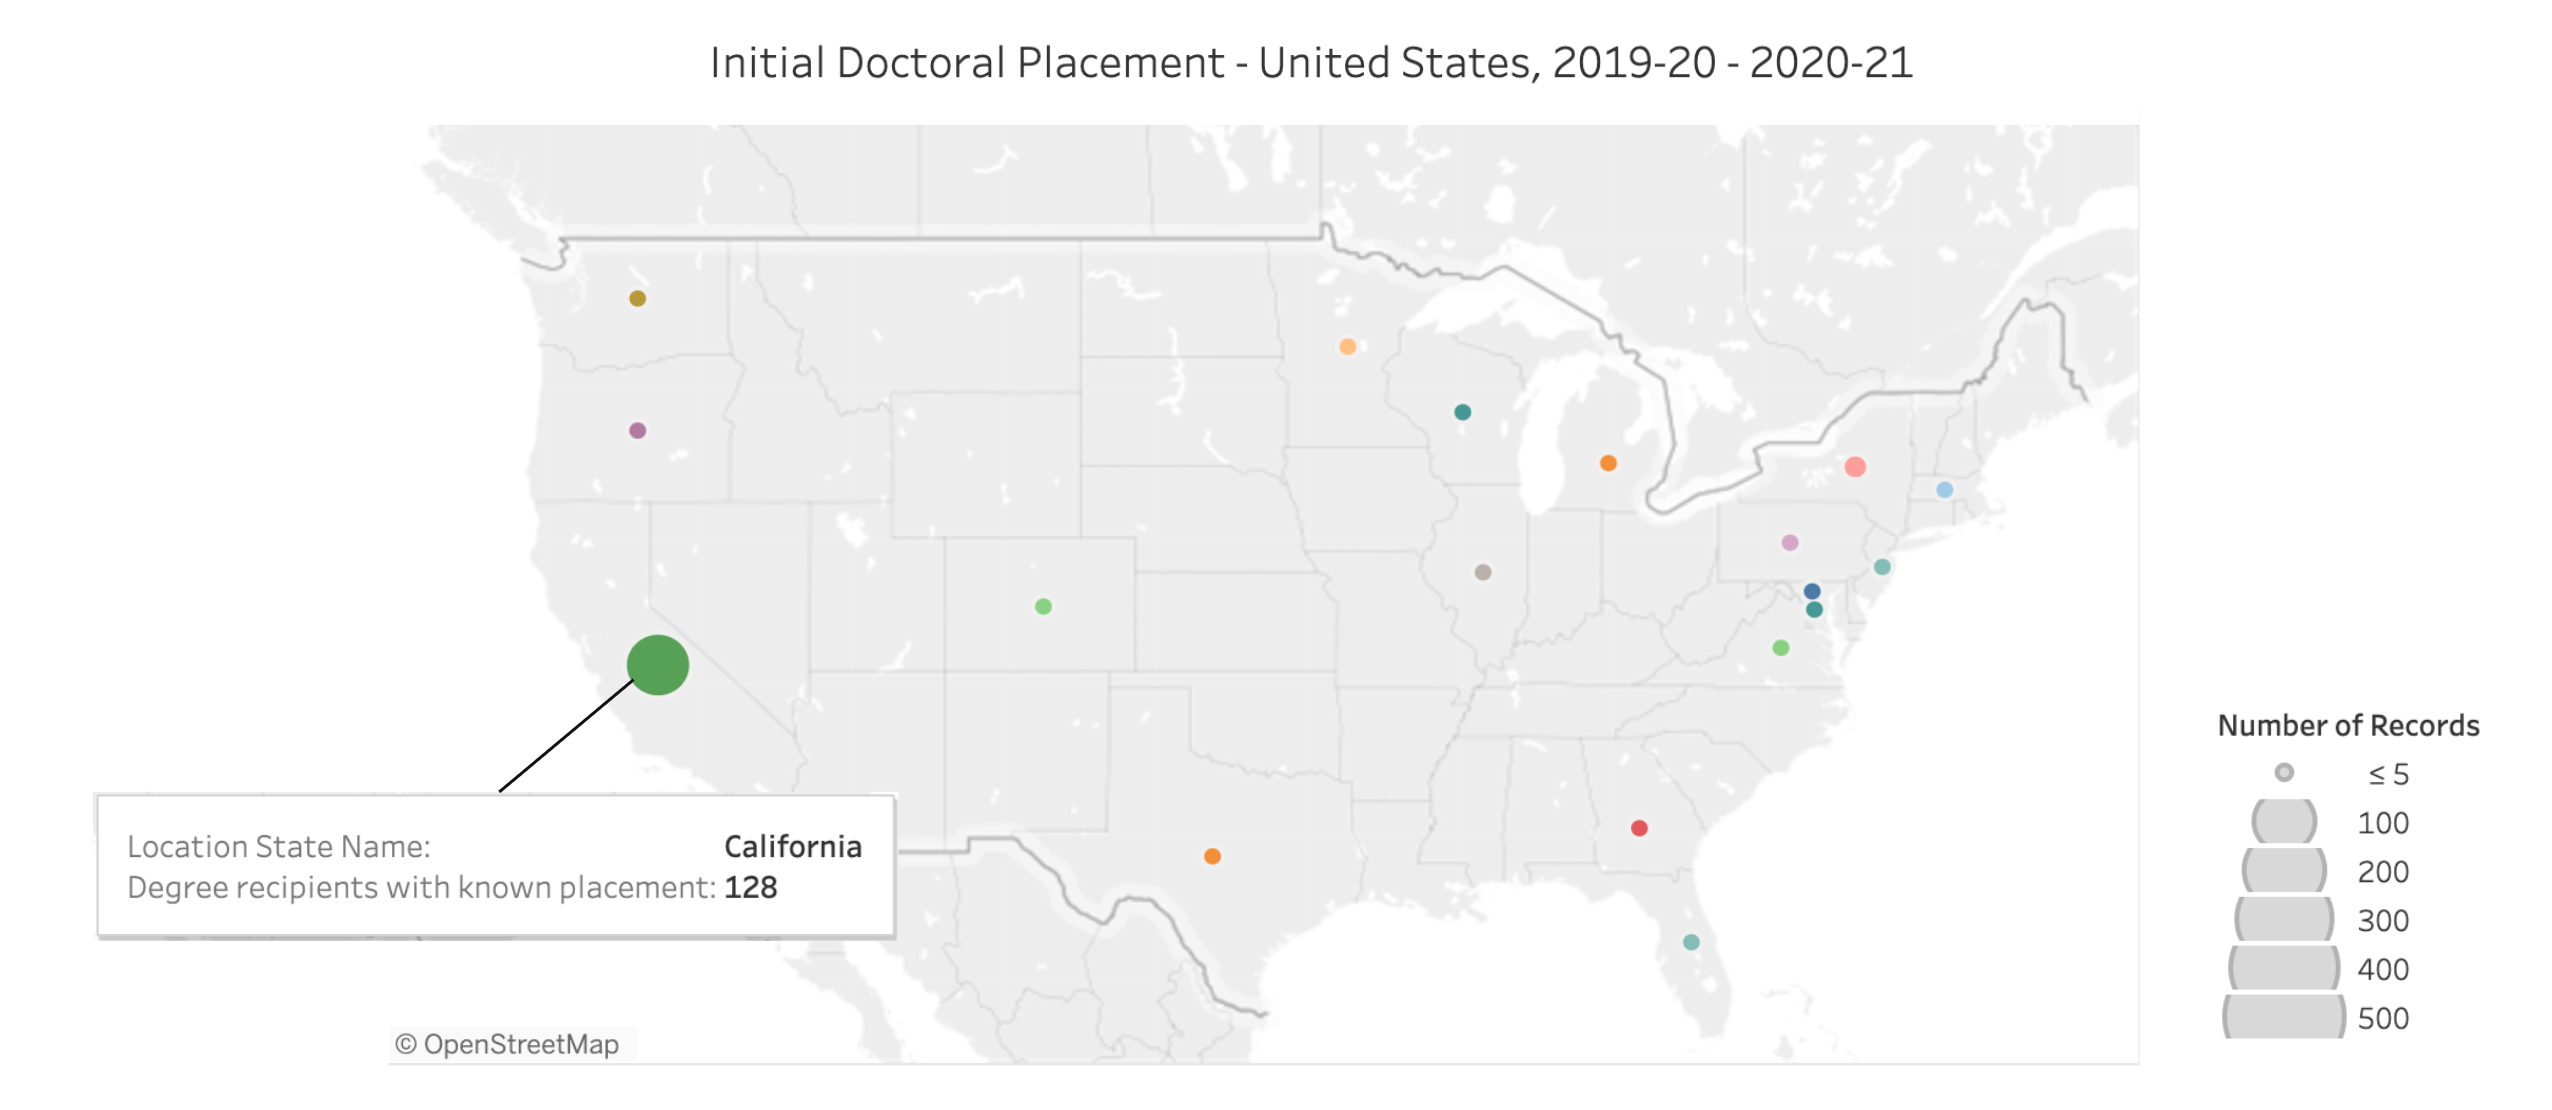 Initial Doctoral Placement - United States, 2019-20 - 2020-21
Location State Name: California
Degree recipients with known placement: 128
© OpenStreetMap
Number of Records
≤ 5
100
200
300
400
500